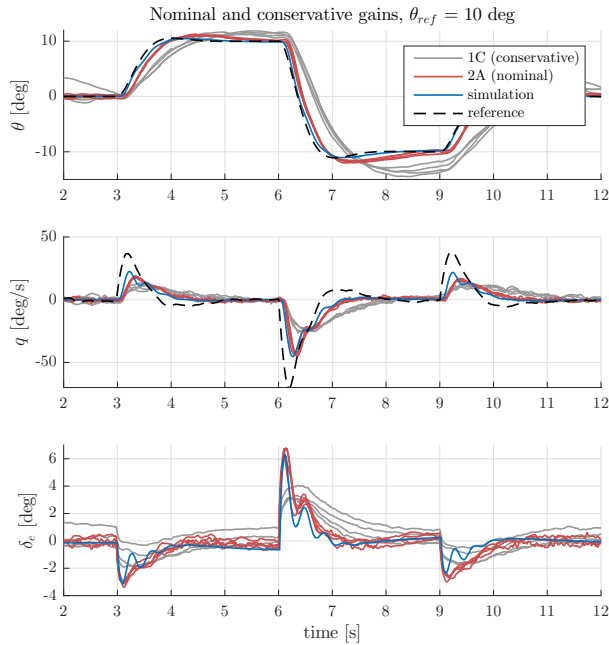 Nominal and conservative gains, θ_ref = 10 deg
10
0
-10
θ [deg]
1C (conservative)
2A (nominal)
simulation
reference
2 3 4 5 6 7 8 9 10 11 12
50
0
-50
q [deg/s]
2 3 4 5 6 7 8 9 10 11 12
6
4
2
0
-2
-4
δ_e [deg]
2 3 4 5 6 7 8 9 10 11 12
time [s]